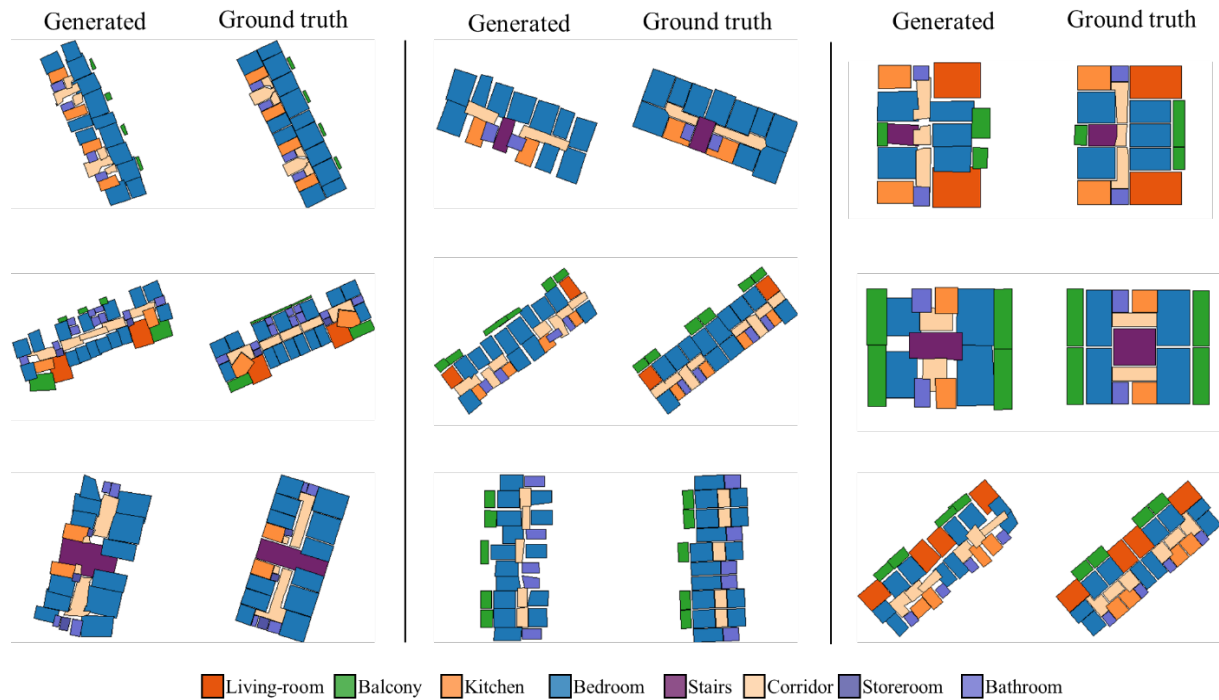 Generated Ground truth Generated Ground truth Generated Ground truth
Living-room Balcony Kitchen Bedroom Stairs Corridor Storeroom Bathroom